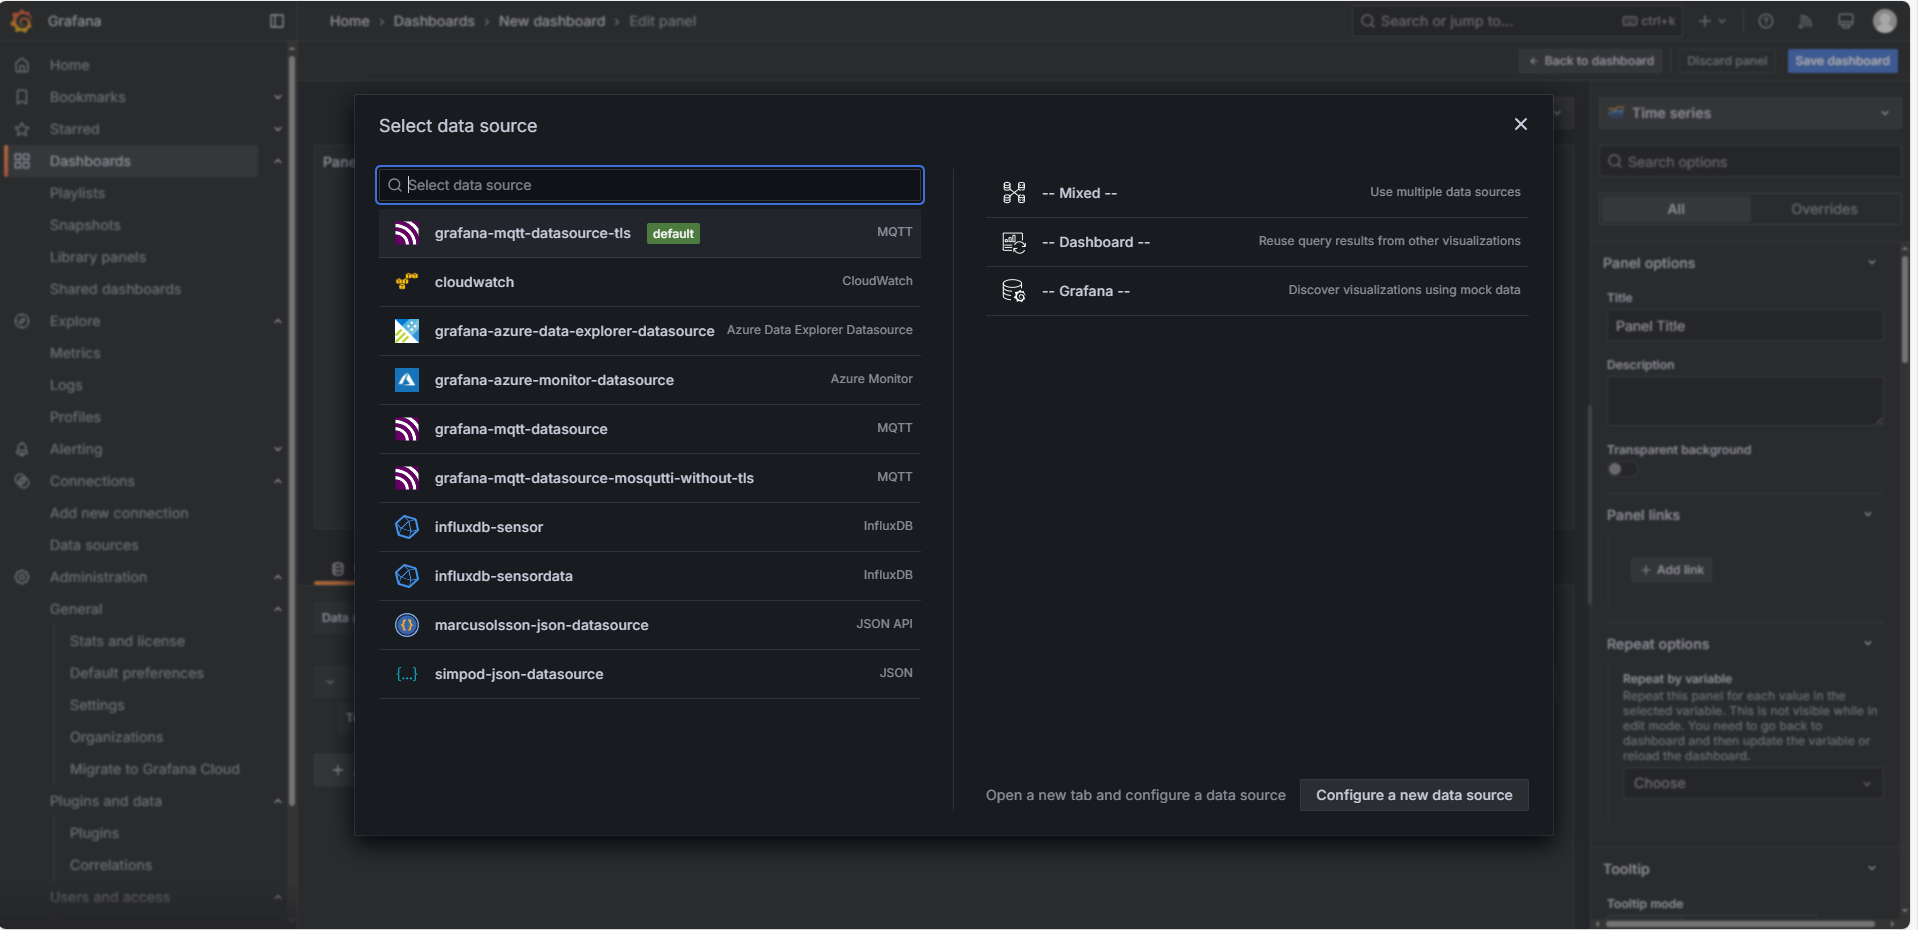 Grafana
Home › Dashboards › New dashboard › Edit panel
Search or jump to... ctrl+k
Back to dashboard
Discard panel
Save dashboard
Home
Bookmarks
Starred
Dashboards
Playlists
Snapshots
Library panels
Shared dashboards
Explore
Metrics
Logs
Profiles
Alerting
Connections
Add new connection
Data sources
Administration
General
Stats and license
Default preferences
Settings
Organizations
Migrate to Grafana Cloud
Plugins and data
Plugins
Correlations
Users and access
Pane
Data
Select data source
Select data source
grafana-mqtt-datasource-tls default MQTT
cloudwatch CloudWatch
grafana-azure-data-explorer-datasource Azure Data Explorer Datasource
grafana-azure-monitor-datasource Azure Monitor
grafana-mqtt-datasource MQTT
grafana-mqtt-datasource-mosqutti-without-tls MQTT
influxdb-sensor InfluxDB
influxdb-sensordata InfluxDB
marcusolsson-json-datasource JSON API
simpod-json-datasource JSON
-- Mixed -- Use multiple data sources
-- Dashboard -- Reuse query results from other visualizations
-- Grafana -- Discover visualizations using mock data
Open a new tab and configure a data source
Configure a new data source
Time series
Search options
All
Overrides
Panel options
Title
Panel Title
Description
Transparent background
Panel links
+ Add link
Repeat options
Repeat by variable
Repeat this panel for each value in the
selected variable. This is not visible while in
edit mode. You need to go back to
dashboard and then update the variable or
reload the dashboard.
Choose
Tooltip
Tooltip mode